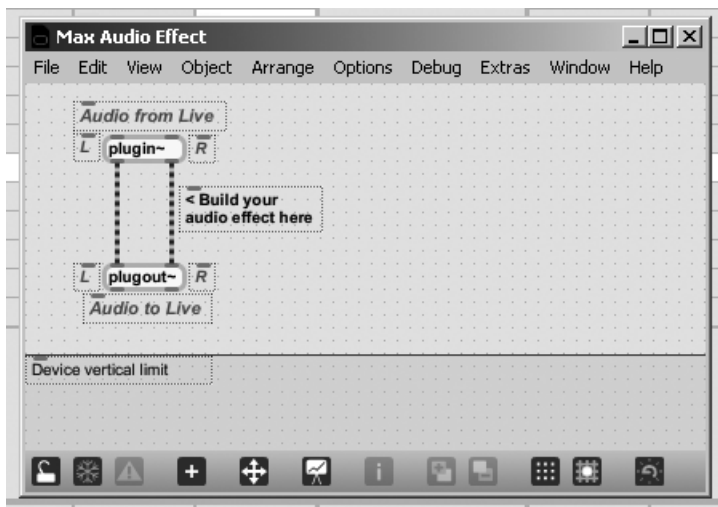 Max Audio Effect
File Edit View Object Arrange Options Debug Extras Window Help
Audio from Live
L plugin~ R
< Build your
audio effect here
L plugout~ R
Audio to Live
Device vertical limit